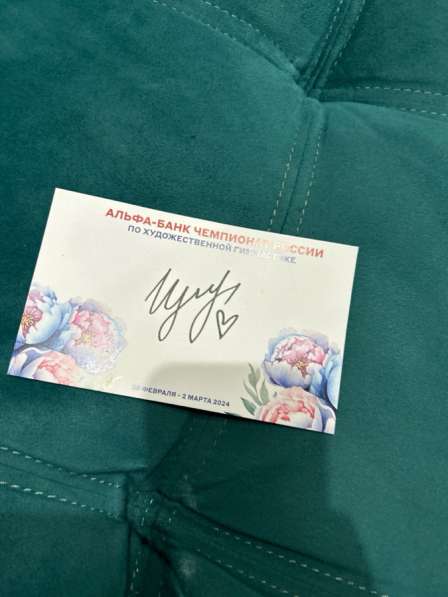 АЛЬФА-БАНК ЧЕМПИОНАТ РОССИИ
ПО ХУДОЖЕСТВЕННОЙ ГИМНАСТИКЕ
ФЕВРАЛЯ - 2 МАРТА 2024